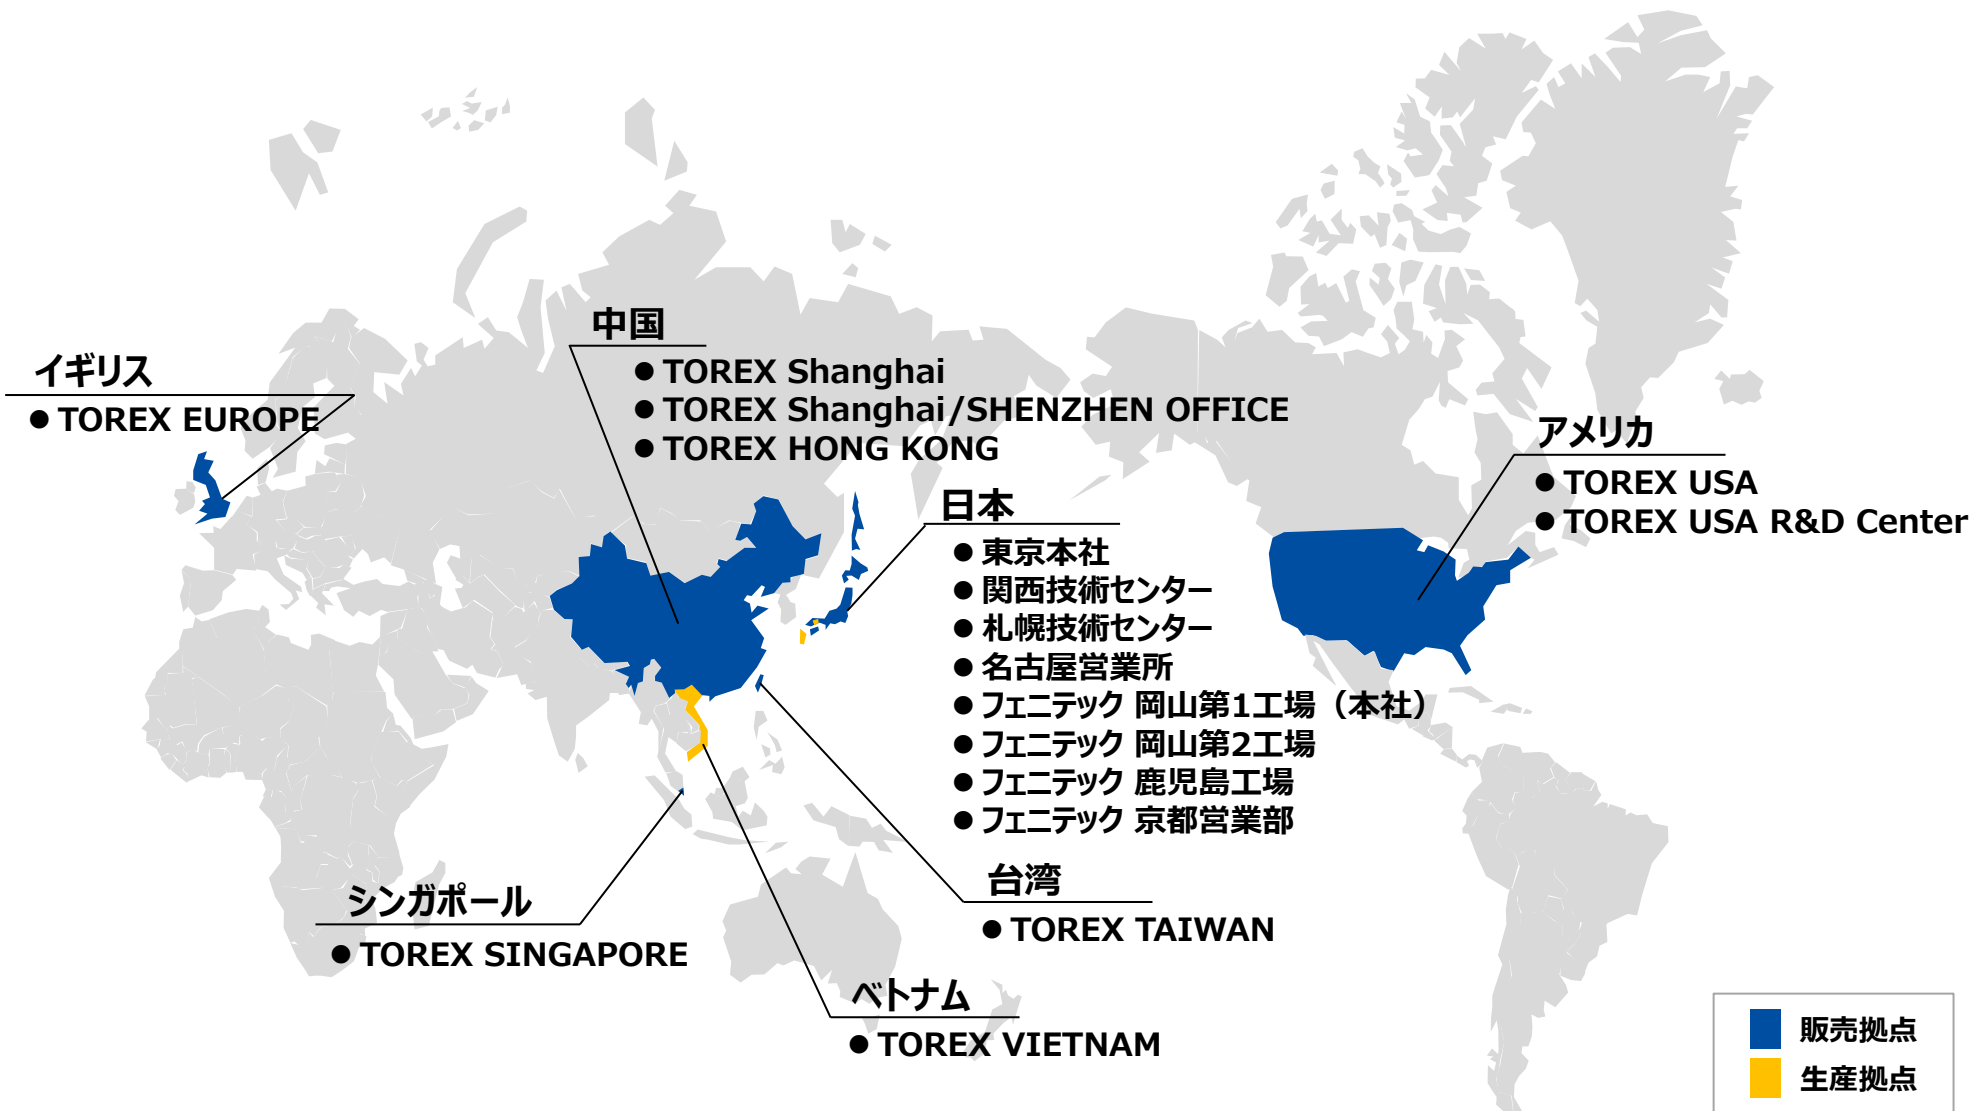 中国
● TOREX Shanghai
● TOREX Shanghai/SHENZHEN OFFICE
● TOREX HONG KONG
イギリス
● TOREX EUROPE
アメリカ
● TOREX USA
● TOREX USA R&D Center
日本
● 東京本社
● 関西技術センター
● 札幌技術センター
● 名古屋営業所
● フェニテック 岡山第1工場（本社）
● フェニテック 岡山第2工場
● フェニテック 鹿児島工場
● フェニテック 京都営業部
台湾
● TOREX TAIWAN
シンガポール
● TOREX SINGAPORE
ベトナム
● TOREX VIETNAM
販売拠点
生産拠点